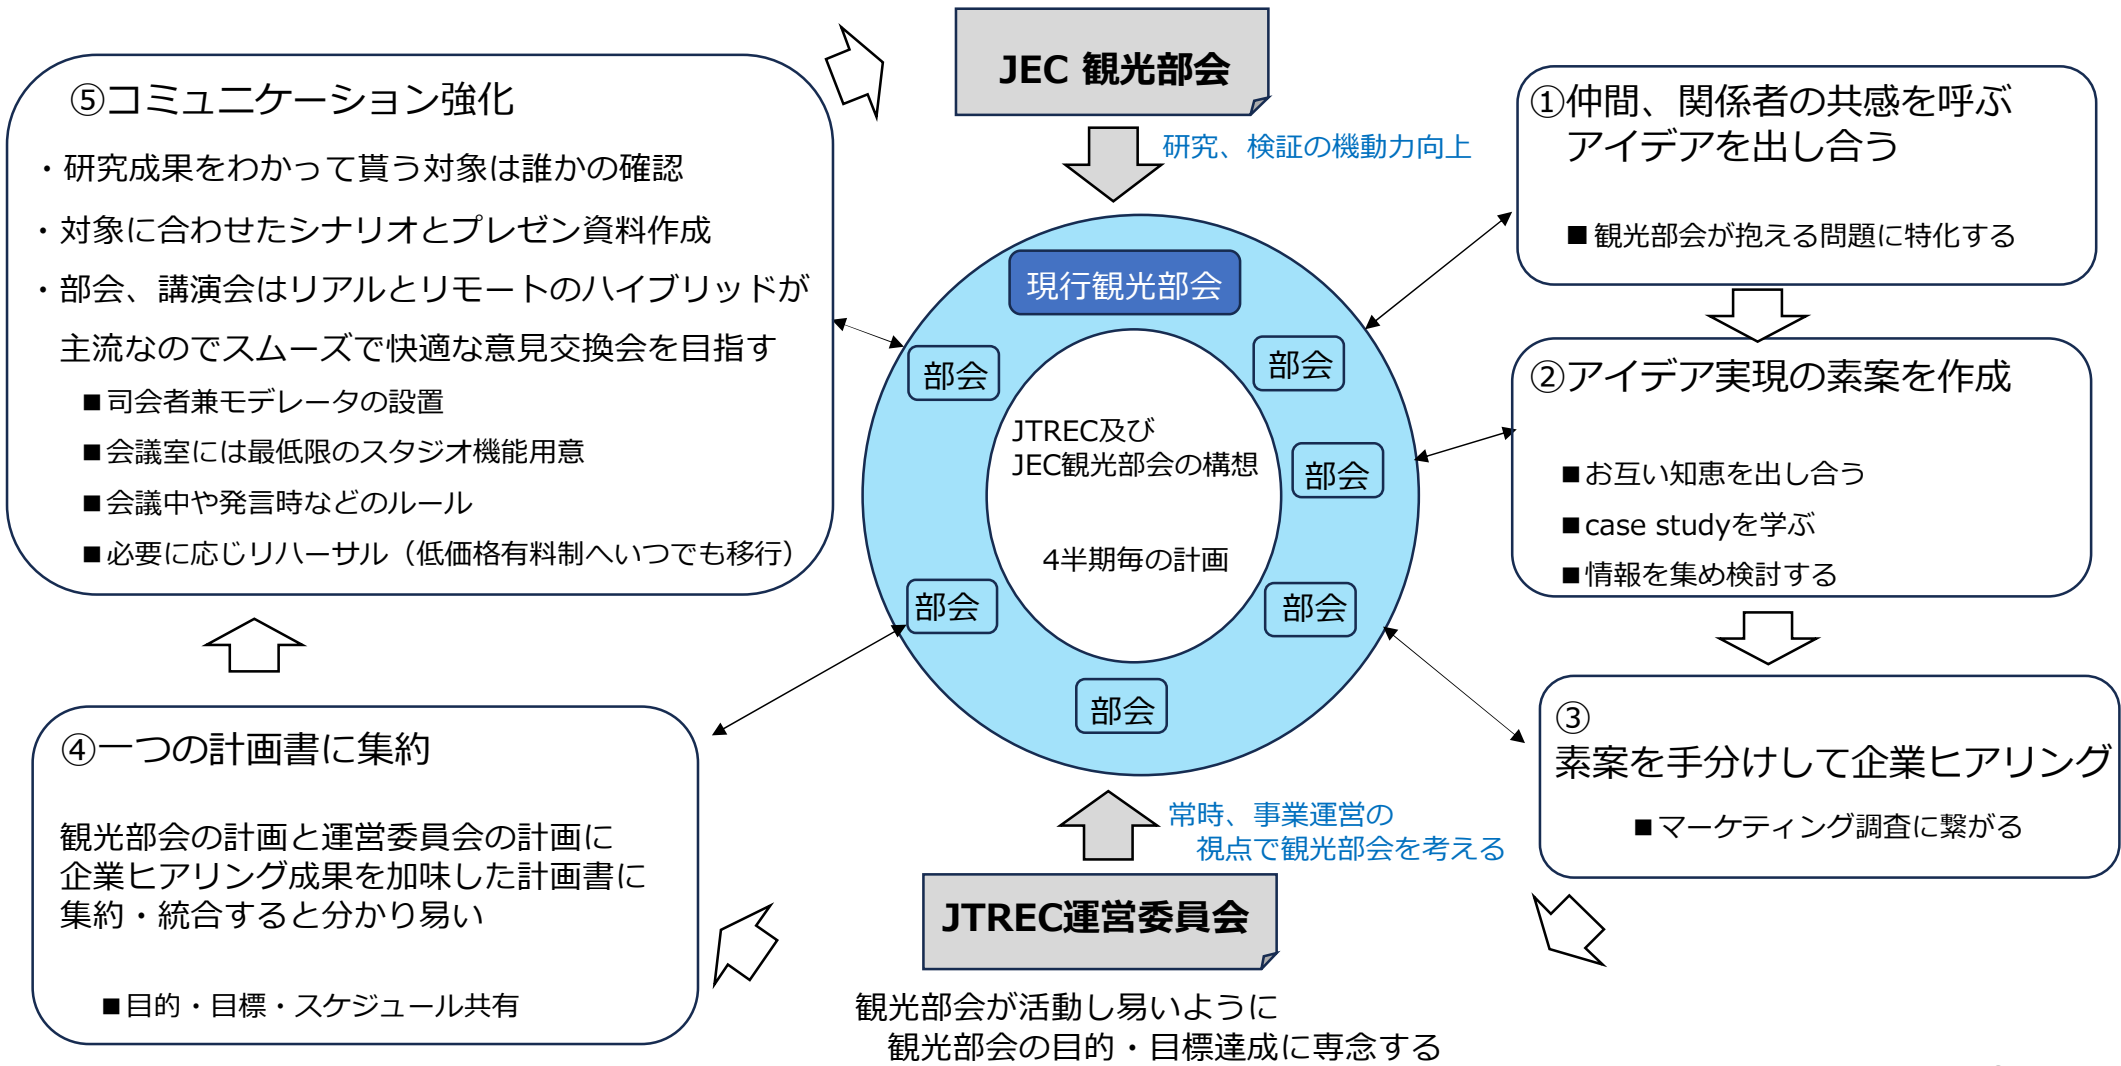 JEC 観光部会
研究、検証の機動力向上
①仲間、関係者の共感を呼ぶ
アイデアを出し合う
■観光部会が抱える問題に特化する
②アイデア実現の素案を作成
■お互い知恵を出し合う
■case studyを学ぶ
■情報を集め検討する
③
素案を手分けして企業ヒアリング
■マーケティング調査に繋がる
④一つの計画書に集約
観光部会の計画と運営委員会の計画に
企業ヒアリング成果を加味した計画書に
集約・統合すると分かり易い
■目的・目標・スケジュール共有
⑤コミュニケーション強化
・研究成果をわかって貰う対象は誰かの確認
・対象に合わせたシナリオとプレゼン資料作成
・部会、講演会はリアルとリモートのハイブリッドが
主流なのでスムーズで快適な意見交換会を目指す
■司会者兼モデレータの設置
■会議室には最低限のスタジオ機能用意
■会議中や発言時などのルール
■必要に応じリハーサル（低価格有料制へいつでも移行）
現行観光部会
部会
部会
部会
部会
部会
部会
JTREC及び
JEC観光部会の構想
4半期毎の計画
常時、事業運営の
視点で観光部会を考える
JTREC運営委員会
観光部会が活動し易いように
観光部会の目的・目標達成に専念する